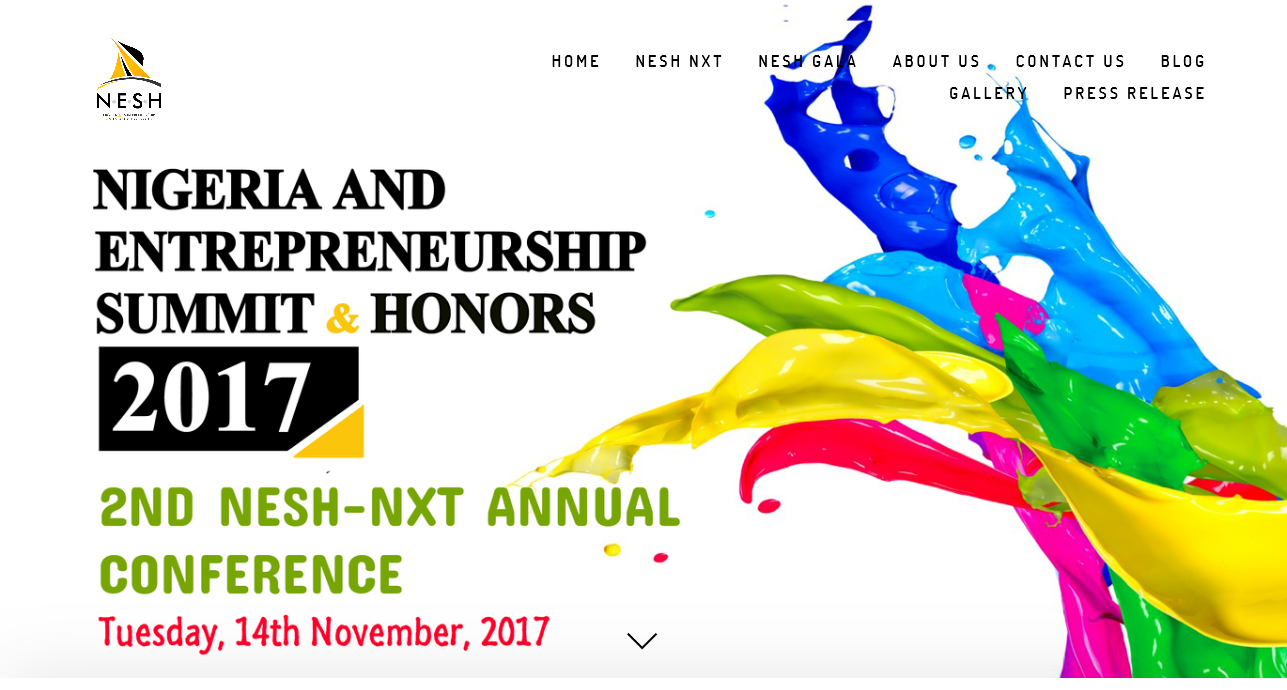 NESH
HOME NESH NXT NESH GALA ABOUT US CONTACT US BLOG
GALLERY PRESS RELEASE
NIGERIA AND
ENTREPRENEURSHIP
SUMMIT & HONORS
2017
2ND NESH-NXT ANNUAL
CONFERENCE
Tuesday, 14th November, 2017